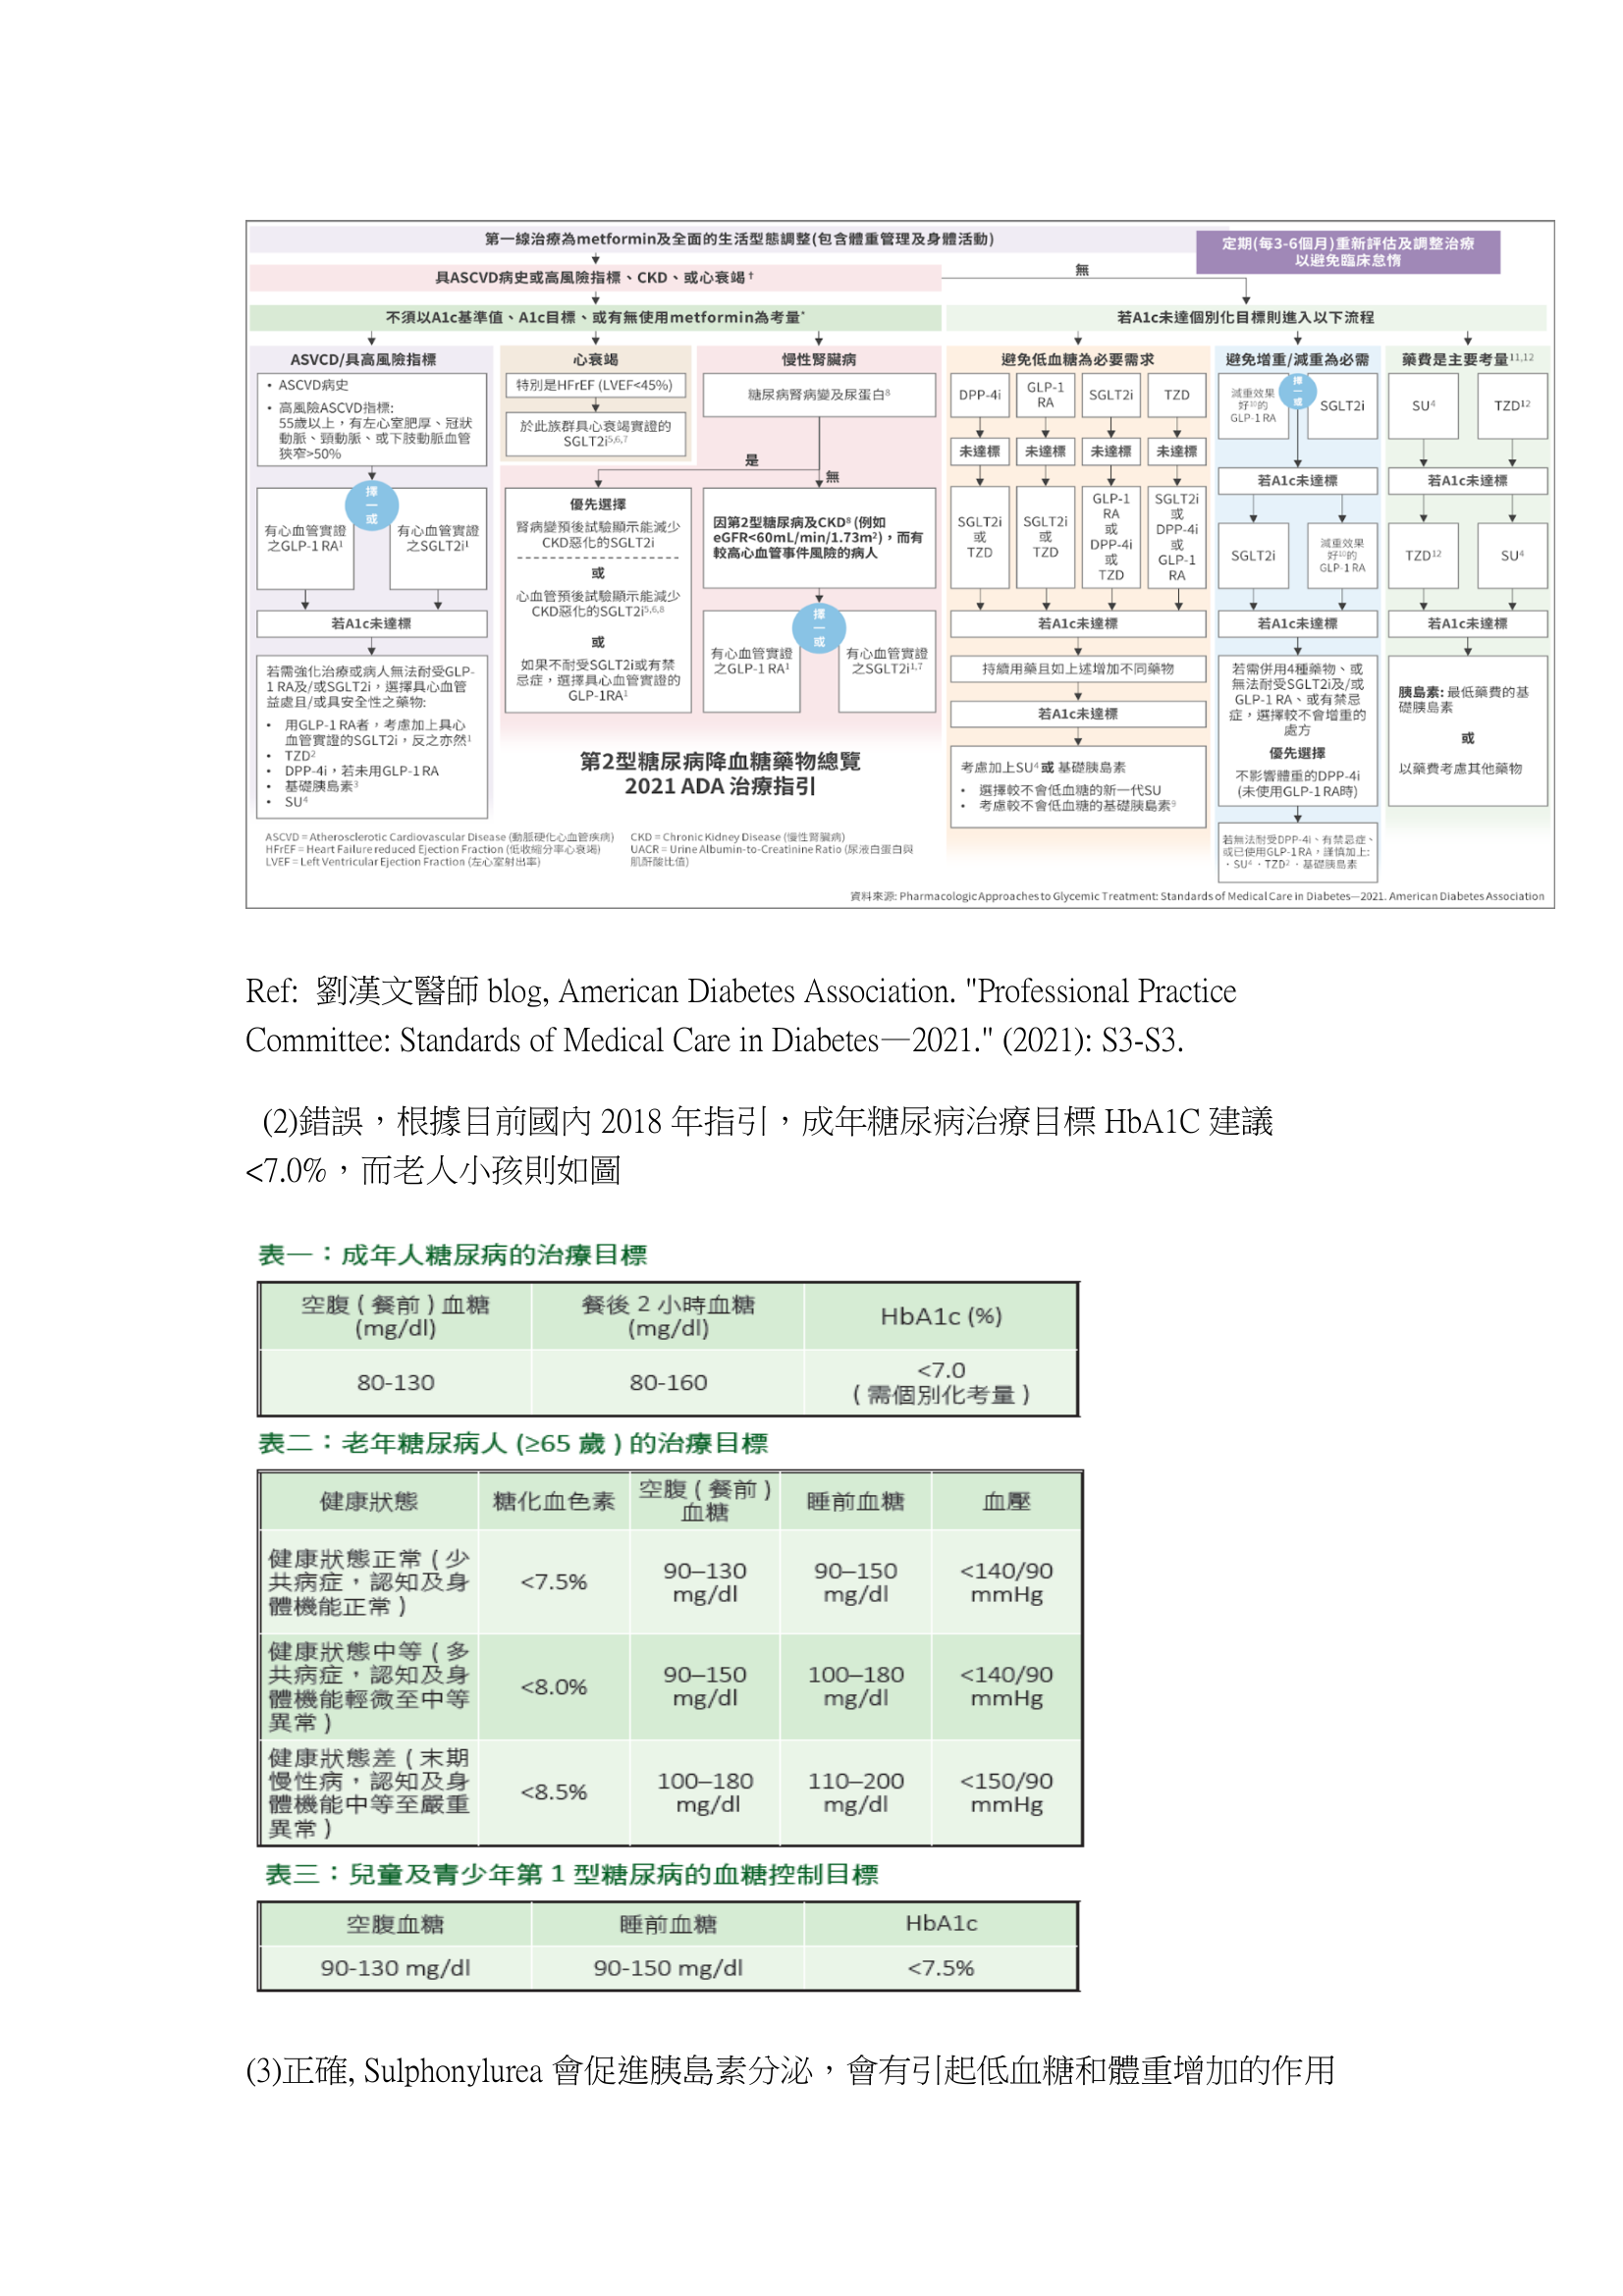 第一線治療為metformin及全面的生活型態調整(包含體重管理及身體活動)
定期(每3-6個月)重新評估及調整治療
以避免臨床怠惰
具ASCVD病史或高風險指標、CKD、或心衰竭†
無
不須以A1c基準值、A1c目標、或有無使用metformin為考量*
若A1c未達個別化目標則進入以下流程
ASVCD/具高風險指標
• ASCVD病史
• 高風險ASCVD指標:
55歲以上，有左心室肥厚、冠狀
動脈、頸動脈、或下肢動脈血管
狹窄>50%
擇一或
有心血管實證
之GLP-1 RA¹
有心血管實證
之SGLT2i¹
若A1c未達標
若需強化治療或病人無法耐受GLP-
1 RA及/或SGLT2i，選擇具心血管
益處且/或具安全性之藥物:
• 用GLP-1 RA者，考慮加上具心
血管實證的SGLT2i，反之亦然¹
• TZD²
• DPP-4i，若未用GLP-1 RA
• 基礎胰島素³
• SU⁴
心衰竭
特別是HFrEF (LVEF<45%)
於此族群具心衰竭實證的
SGLT2i⁵,⁶,⁷
慢性腎臟病
糖尿病腎病變及尿蛋白⁸
是
無
優先選擇
腎病變預後試驗顯示能減少
CKD惡化的SGLT2i
或
心血管預後試驗顯示能減少
CKD惡化的SGLT2i⁵,⁶,⁸
或
如果不耐受SGLT2i或有禁
忌症，選擇具心血管實證的
GLP-1RA¹
因第2型糖尿病及CKD⁸ (例如
eGFR<60mL/min/1.73m²)，而有
較高心血管事件風險的病人
擇一或
有心血管實證
之GLP-1 RA¹
有心血管實證
之SGLT2i¹,⁷
避免低血糖為必要需求
DPP-4i
GLP-1
RA
SGLT2i
TZD
未達標
未達標
未達標
未達標
SGLT2i
或
TZD
SGLT2i
或
TZD
GLP-1
RA
或
DPP-4i
或
TZD
SGLT2i
或
DPP-4i
或
GLP-1
RA
若A1c未達標
持續用藥且如上述增加不同藥物
若A1c未達標
考慮加上SU⁴ 或 基礎胰島素
• 選擇較不會低血糖的新一代SU
• 考慮較不會低血糖的基礎胰島素⁹
避免增重/減重為必需
減重效果
好¹⁰的
GLP-1 RA
擇一或
SGLT2i
若A1c未達標
SGLT2i
減重效果
好¹⁰的
GLP-1 RA
若A1c未達標
若需併用4種藥物、或
無法耐受SGLT2i及/或
GLP-1 RA、或有禁忌
症，選擇較不會增重的
處方
優先選擇
不影響體重的DPP-4i
(未使用GLP-1 RA時)
若無法耐受DPP-4i、有禁忌症、
或已使用GLP-1RA，謹慎加上:
・SU⁴・TZD²・基礎胰島素
藥費是主要考量¹¹,¹²
SU⁴
TZD¹²
若A1c未達標
TZD¹²
SU⁴
若A1c未達標
胰島素: 最低藥費的基
礎胰島素
或
以藥費考慮其他藥物
第2型糖尿病降血糖藥物總覽
2021 ADA 治療指引
ASCVD = Atherosclerotic Cardiovascular Disease (動脈硬化心血管疾病)
HFrEF = Heart Failure reduced Ejection Fraction (低收縮分率心衰竭)
LVEF = Left Ventricular Ejection Fraction (左心室射出率)
CKD = Chronic Kidney Disease (慢性腎臟病)
UACR = Urine Albumin-to-Creatinine Ratio (尿液白蛋白與
肌酐酸比值)
資料來源: Pharmacologic Approaches to Glycemic Treatment: Standards of Medical Care in Diabetes—2021. American Diabetes Association
Ref: 劉漢文醫師 blog, American Diabetes Association. "Professional Practice
Committee: Standards of Medical Care in Diabetes—2021." (2021): S3-S3.
(2)錯誤，根據目前國內 2018 年指引，成年糖尿病治療目標 HbA1C 建議
<7.0%，而老人小孩則如圖
表一：成年人糖尿病的治療目標
空腹 ( 餐前 ) 血糖 (mg/dl)
餐後 2 小時血糖 (mg/dl)
HbA1c (%)
80-130
80-160
<7.0
( 需個別化考量 )
表二：老年糖尿病人 (≥65 歲 ) 的治療目標
健康狀態
糖化血色素
空腹 ( 餐前 ) 血糖
睡前血糖
血壓
健康狀態正常 ( 少
共病症，認知及身
體機能正常 )
<7.5%
90–130 mg/dl
90–150 mg/dl
<140/90 mmHg
健康狀態中等 ( 多
共病症，認知及身
體機能輕微至中等
異常 )
<8.0%
90–150 mg/dl
100–180 mg/dl
<140/90 mmHg
健康狀態差 ( 末期
慢性病，認知及身
體機能中等至嚴重
異常 )
<8.5%
100–180 mg/dl
110–200 mg/dl
<150/90 mmHg
表三：兒童及青少年第 1 型糖尿病的血糖控制目標
空腹血糖
睡前血糖
HbA1c
90-130 mg/dl
90-150 mg/dl
<7.5%
(3)正確, Sulphonylurea 會促進胰島素分泌，會有引起低血糖和體重增加的作用